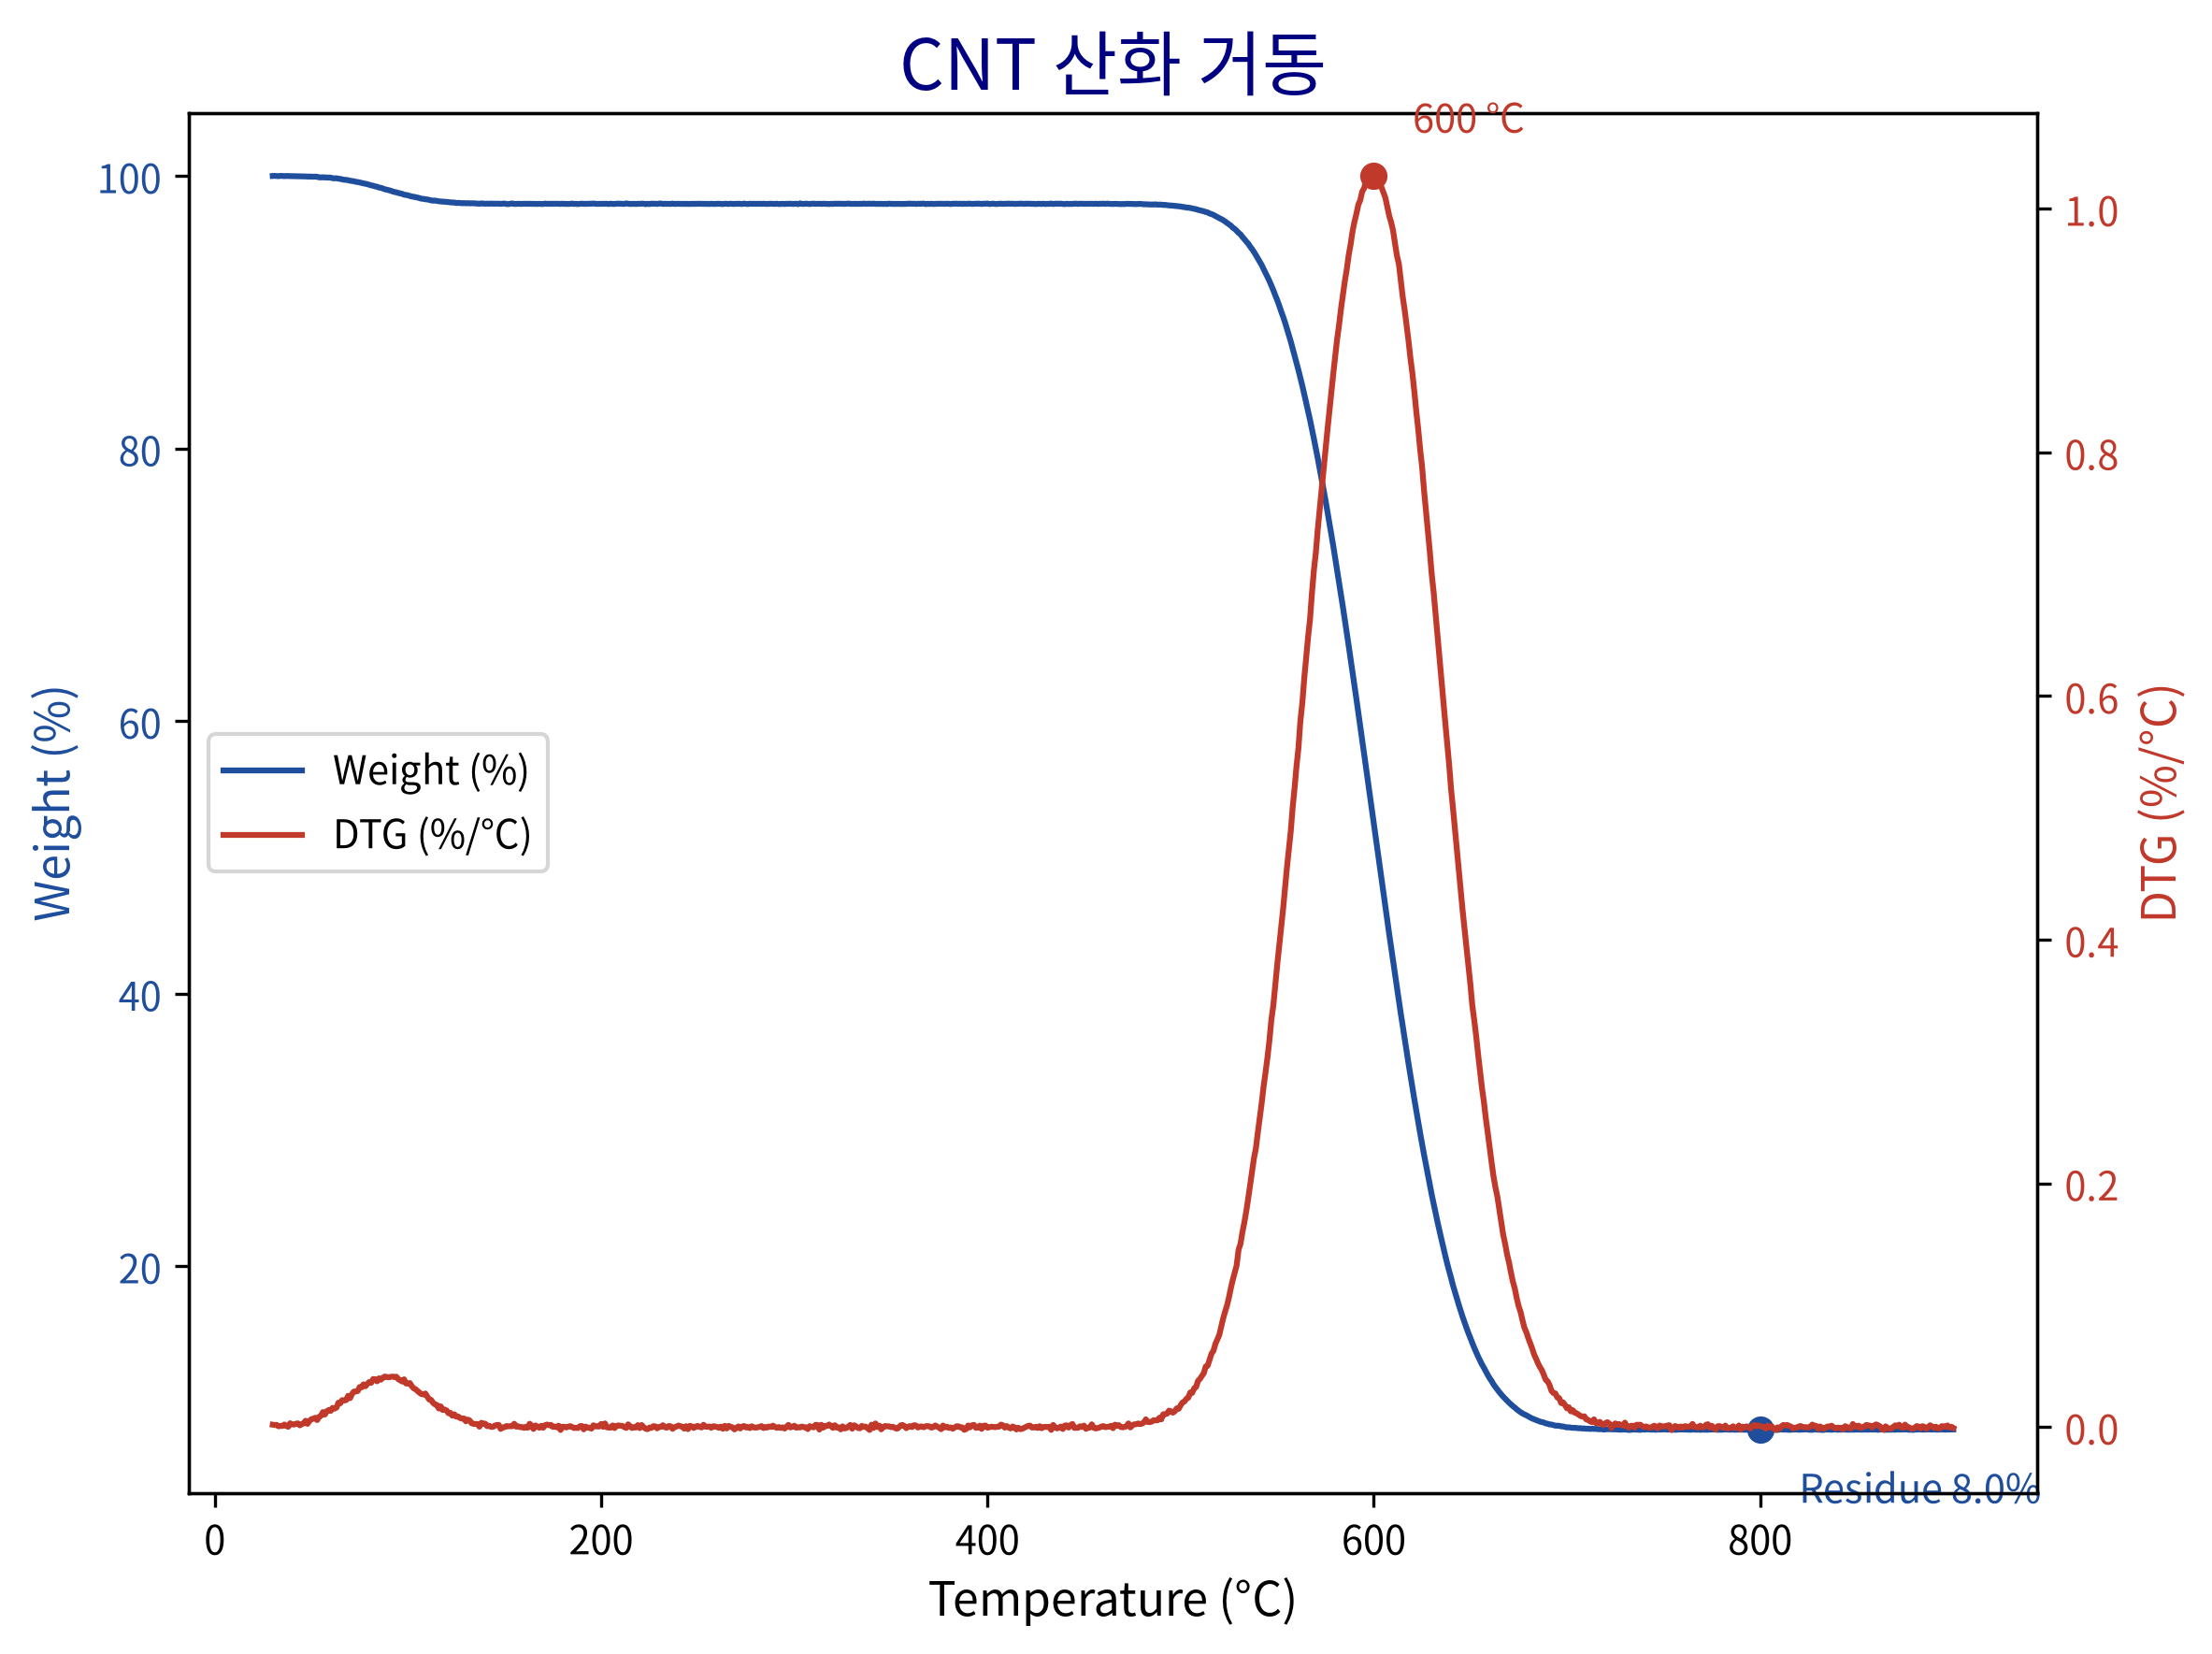 CNT 산화 거동
600 °C
100
80
60
40
20
Weight (%)
1.0
0.8
0.6
0.4
0.2
0.0
DTG (%/°C)
Weight (%)
DTG (%/°C)
Residue 8.0%
0
200
400
600
800
Temperature (°C)